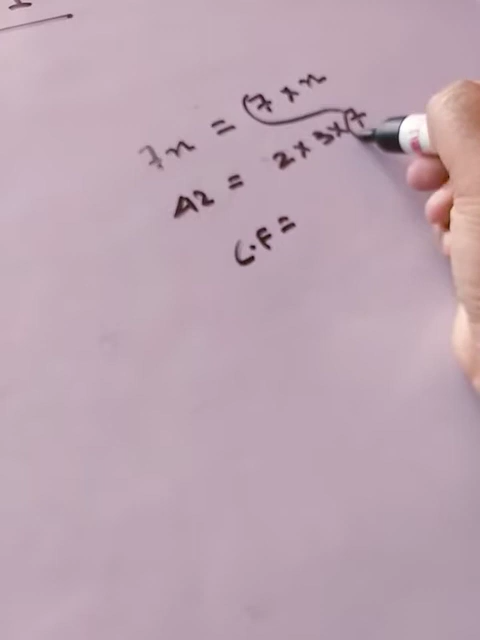 7x = 7 × x
42 = 2 × 3 × 7
C.F =